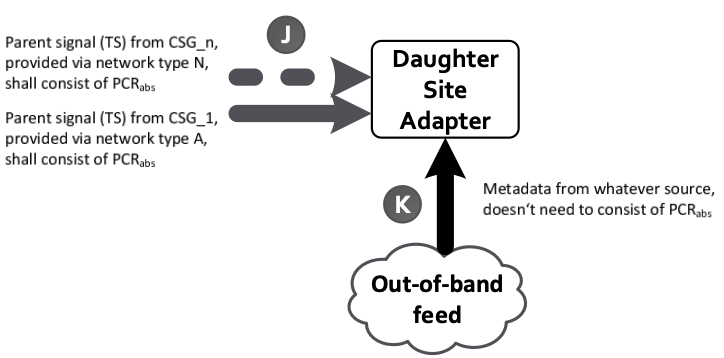 J
Parent signal (TS) from CSG_n,
provided via network type N,
shall consist of PCRabs
Parent signal (TS) from CSG_1,
provided via network type A,
shall consist of PCRabs
Daughter
Site
Adapter
K
Metadata from whatever source,
doesn‘t need to consist of PCRabs
Out-of-band
feed